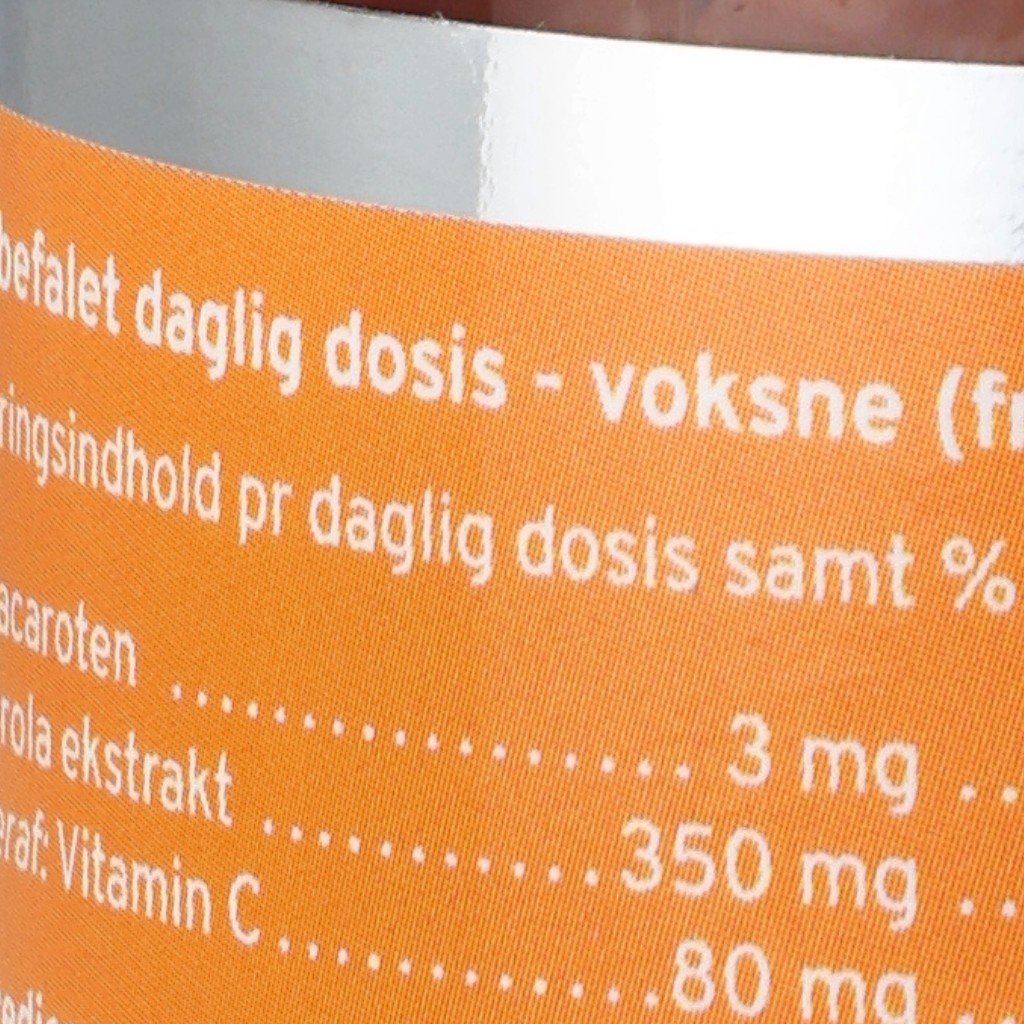 befalet daglig dosis - voksne (fr
ringsindhold pr daglig dosis samt %
acaroten ................ 3 mg ..
rola ekstrakt ........... 350 mg ..
eraf: Vitamin C ............ 80 mg ..